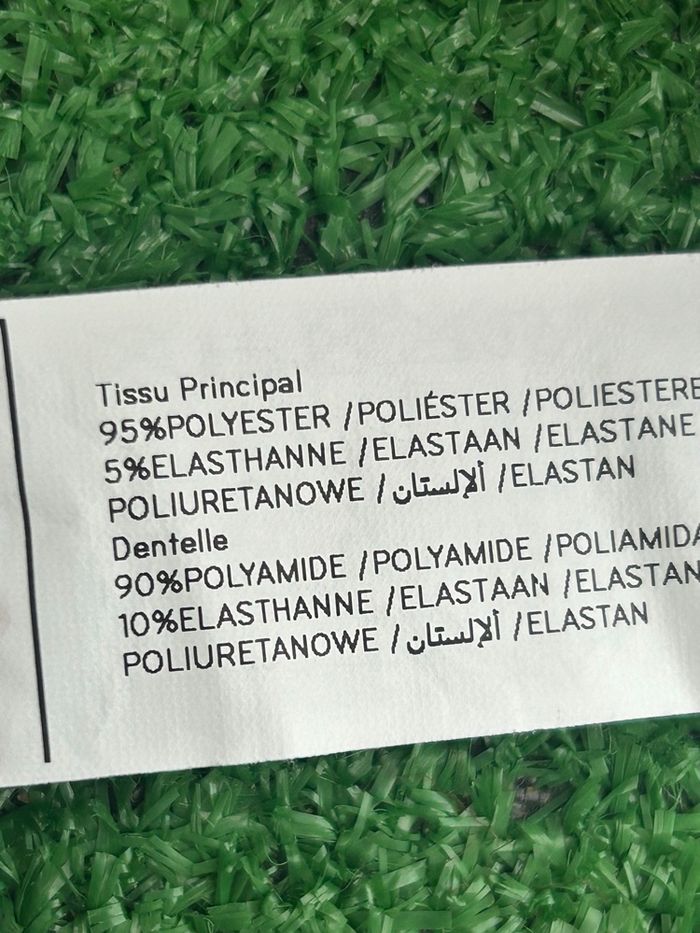 Tissu Principal
95%POLYESTER /POLIÉSTER /POLIESTERE
5%ELASTHANNE /ELASTAAN /ELASTANE
POLIURETANOWE /ألإلستان /ELASTAN
Dentelle
90%POLYAMIDE /POLYAMIDE /POLIAMIDA
10%ELASTHANNE /ELASTAAN /ELASTAN
POLIURETANOWE /ألإلستان /ELASTAN